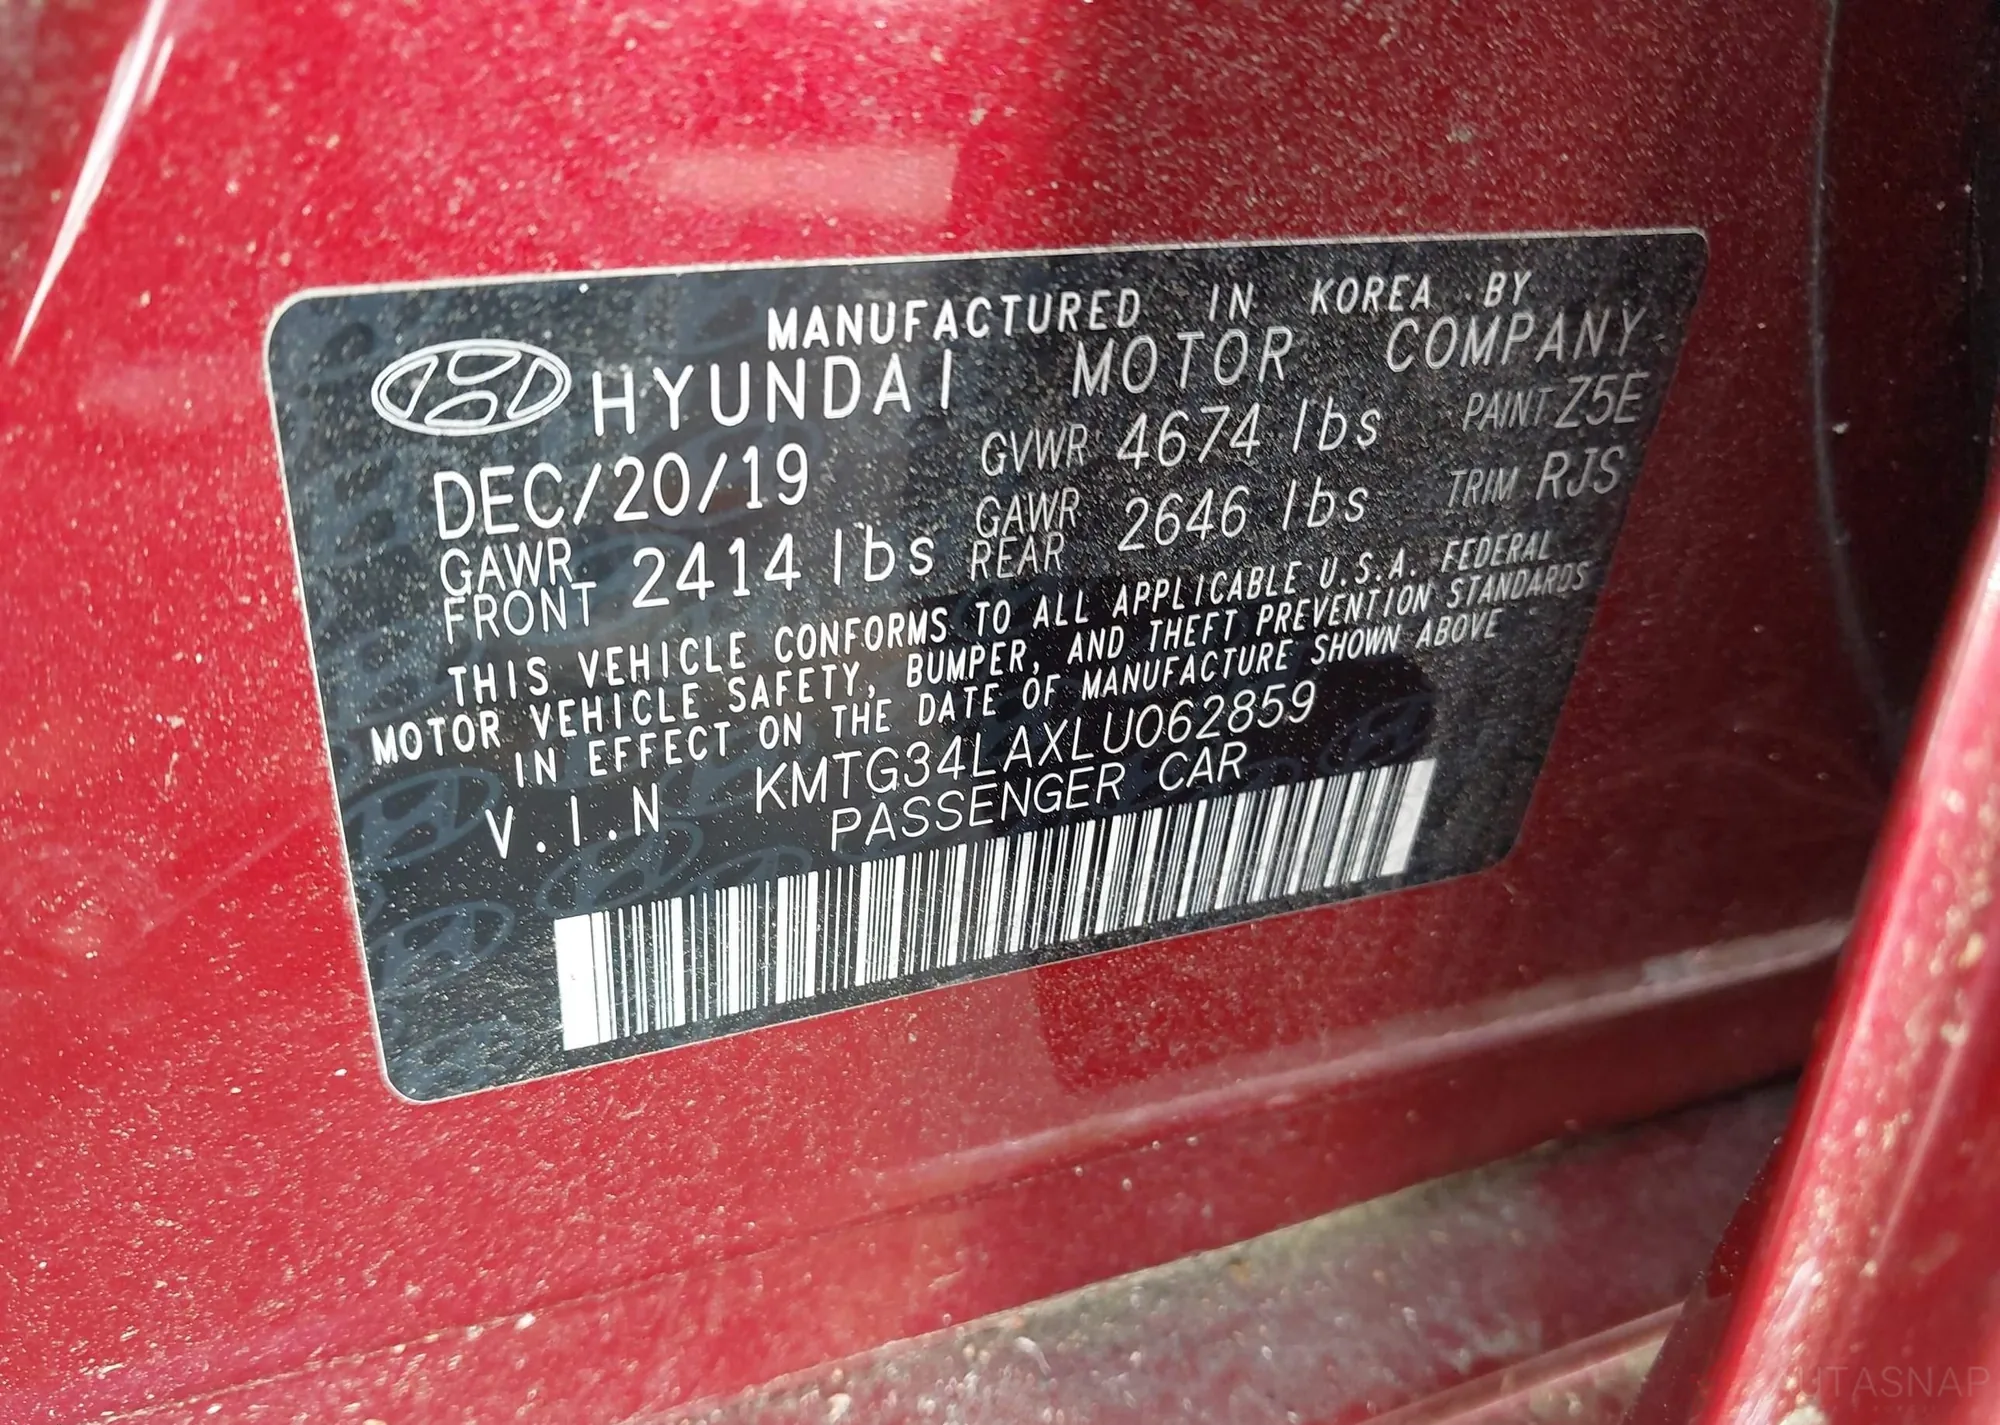 MANUFACTURED IN KOREA BY
HYUNDAI MOTOR COMPANY
DEC/20/19 GVWR 4674 lbs PAINT Z5E
GAWR FRONT 2414 lbs GAWR REAR 2646 lbs TRIM RJS
THIS VEHICLE CONFORMS TO ALL APPLICABLE U.S.A. FEDERAL
MOTOR VEHICLE SAFETY, BUMPER, AND THEFT PREVENTION STANDARDS
IN EFFECT ON THE DATE OF MANUFACTURE SHOWN ABOVE
V.I.N KMTG34LAXLU062859
PASSENGER CAR
UTASNAP